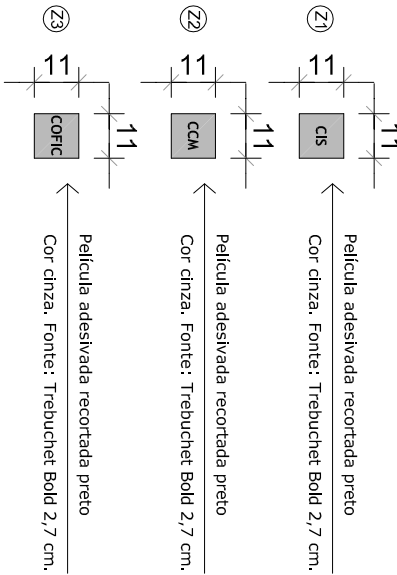 Z1
11
11
CIS
Película adesivada recortada preto
Cor cinza. Fonte: Trebuchet Bold 2,7 cm.
Z2
11
11
CCM
Película adesivada recortada preto
Cor cinza. Fonte: Trebuchet Bold 2,7 cm.
Z3
11
11
COFIC
Película adesivada recortada preto
Cor cinza. Fonte: Trebuchet Bold 2,7 cm.